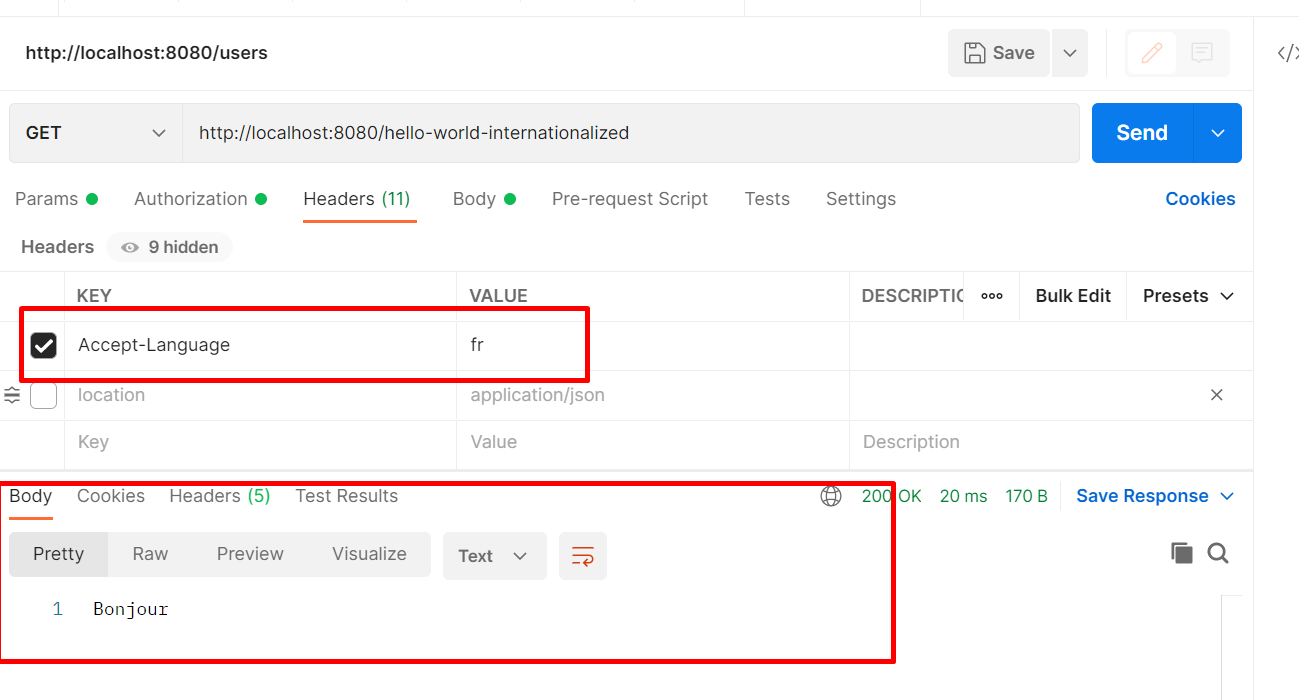 http://localhost:8080/users Save
GET http://localhost:8080/hello-world-internationalized Send
Params Authorization Headers (11) Body Pre-request Script Tests Settings Cookies
Headers 9 hidden
KEY VALUE DESCRIPTIC ooo Bulk Edit Presets
Accept-Language fr
location application/json
Key Value Description
Body Cookies Headers (5) Test Results 200 OK 20 ms 170 B Save Response
Pretty Raw Preview Visualize Text
1 Bonjour